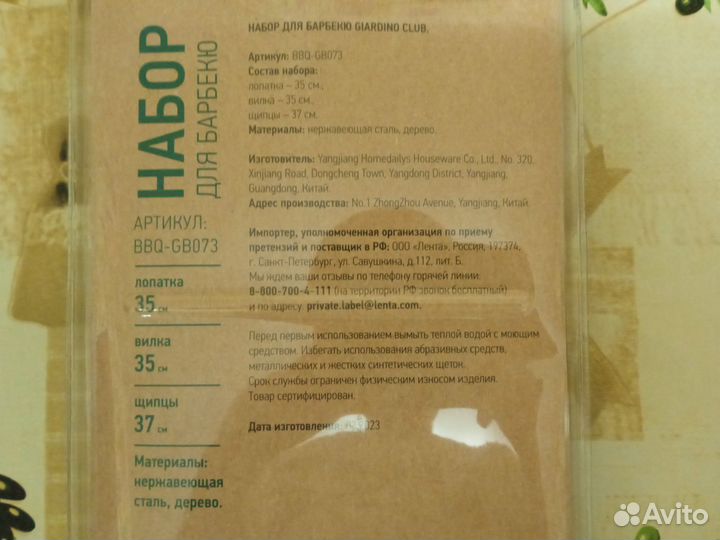 НАБОР
ДЛЯ БАРБЕКЮ
АРТИКУЛ:
BBQ-GB073
лопатка
35 см
вилка
35 см
щипцы
37 см
Материалы:
нержавеющая
сталь, дерево.
НАБОР ДЛЯ БАРБЕКЮ GIARDINO CLUB,
Артикул: BBQ-GB073
Состав набора:
лопатка – 35 см.,
вилка – 35 см.,
щипцы – 37 см.
Материалы: нержавеющая сталь, дерево.
Изготовитель: Yangjiang Homedailys Houseware Co., Ltd., No. 320,
Xinjiang Road, Dongcheng Town, Yangdong District, Yangjiang,
Guangdong, Китай.
Адрес производства: No.1 ZhongZhou Avenue, Yangjiang, Китай.
Импортер, уполномоченная организация по приему
претензий и поставщик в РФ: ООО «Лента», Россия, 197374,
г. Санкт-Петербург, ул. Савушкина, д.112, лит. Б.
Мы ждем ваши отзывы по телефону горячей линии:
8-800-700-4-111 (на территории РФ звонок бесплатный)
и по адресу: private.label@lenta.com.
Перед первым использованием вымыть теплой водой с моющим
средством. Избегать использования абразивных средств,
металлических и жестких синтетических щеток.
Срок службы ограничен физическим износом изделия.
Товар сертифицирован.
Дата изготовления:
Avito